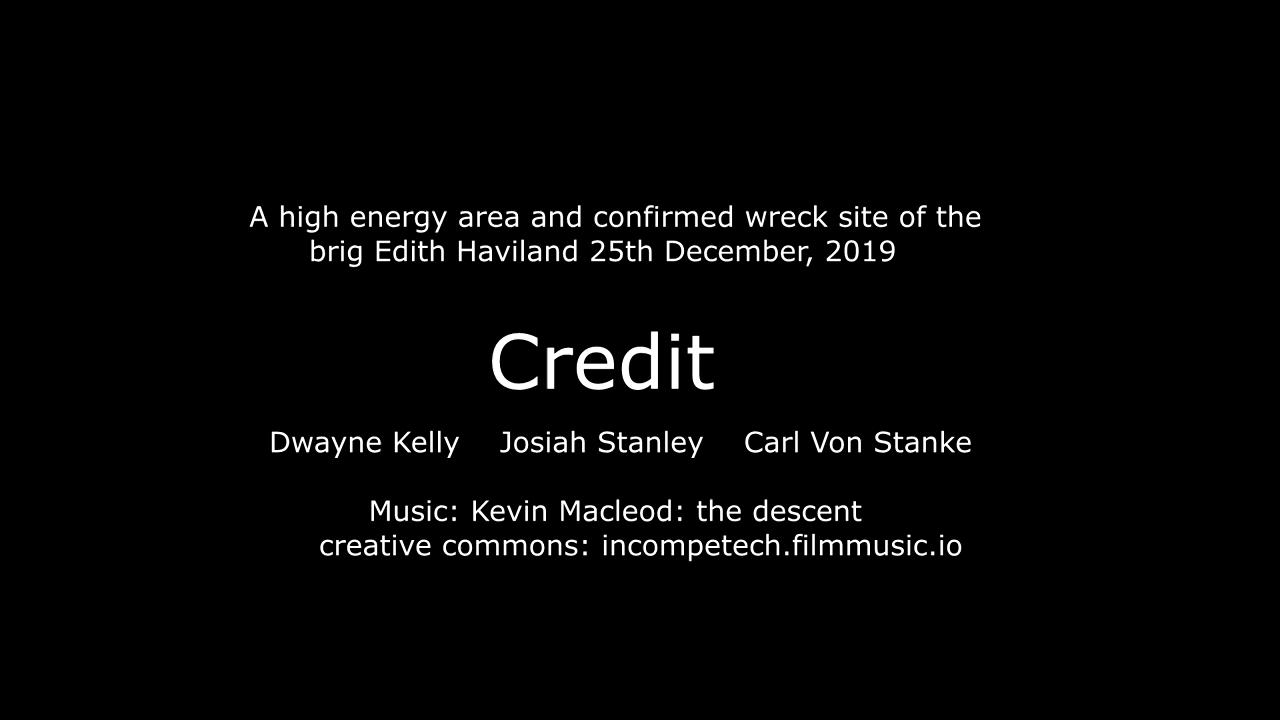 A high energy area and confirmed wreck site of the
brig Edith Haviland 25th December, 2019
Credit
Dwayne Kelly Josiah Stanley Carl Von Stanke
Music: Kevin Macleod: the descent
creative commons: incompetech.filmmusic.io